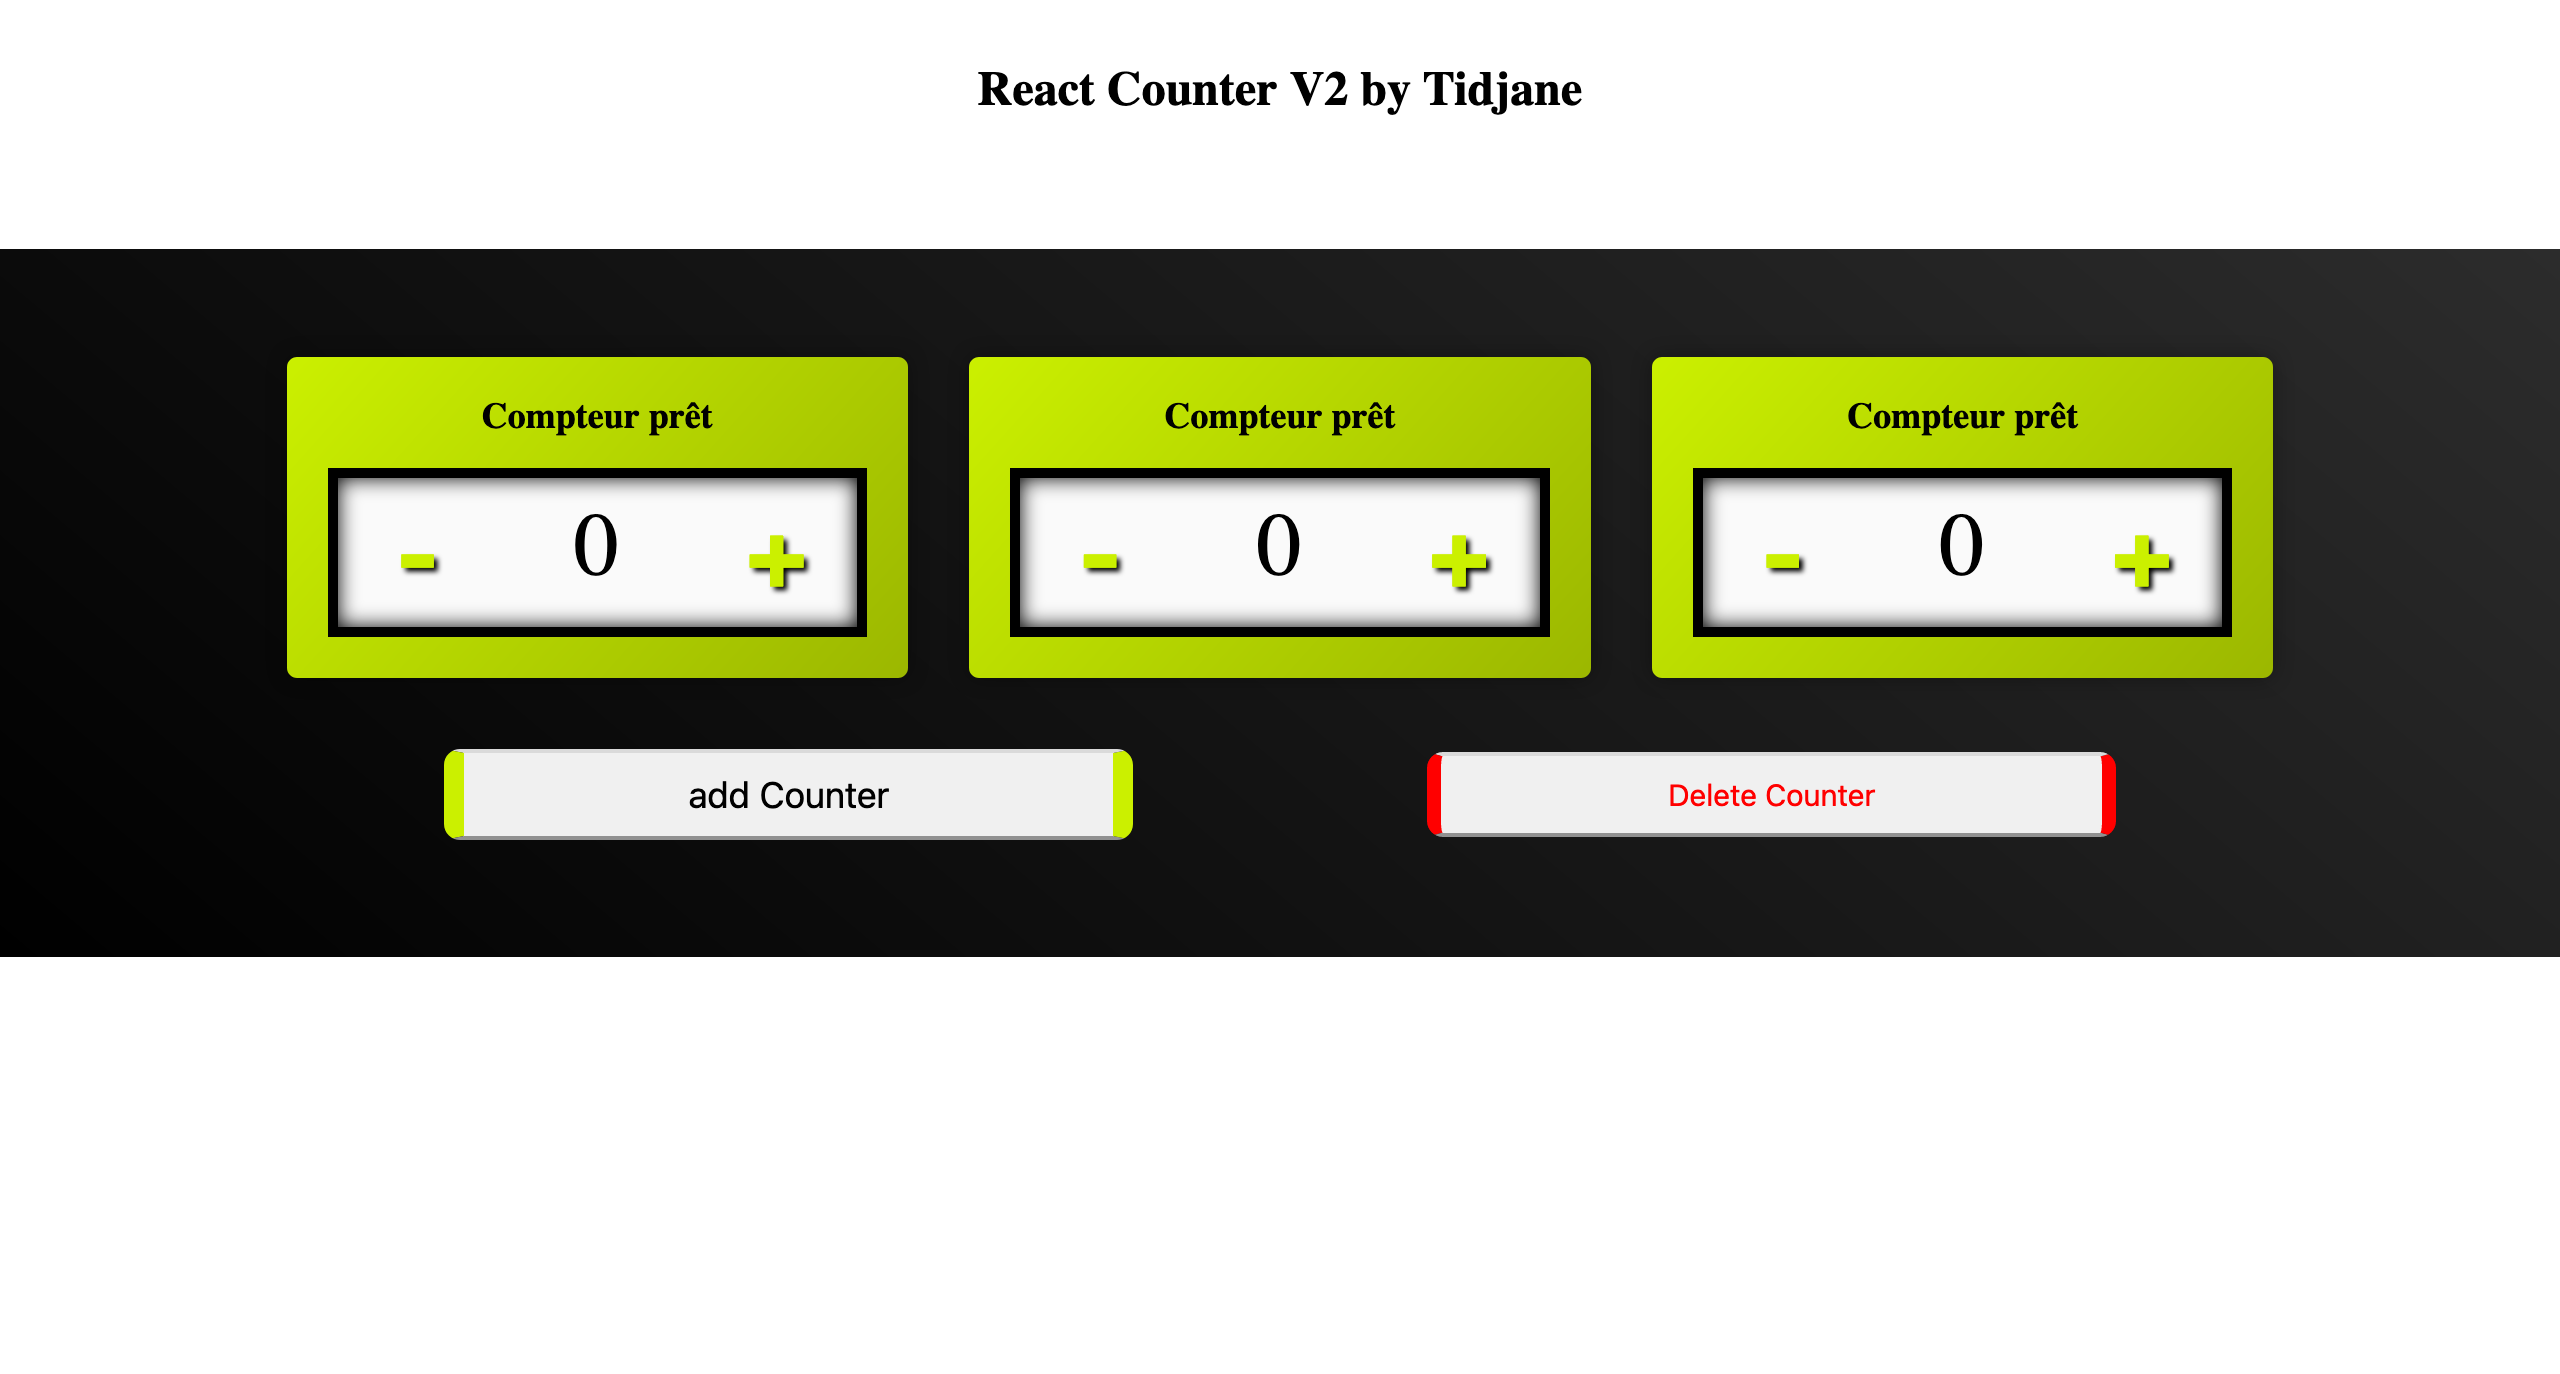 React Counter V2 by Tidjane
Compteur prêt
- 0 +
Compteur prêt
- 0 +
Compteur prêt
- 0 +
add Counter
Delete Counter